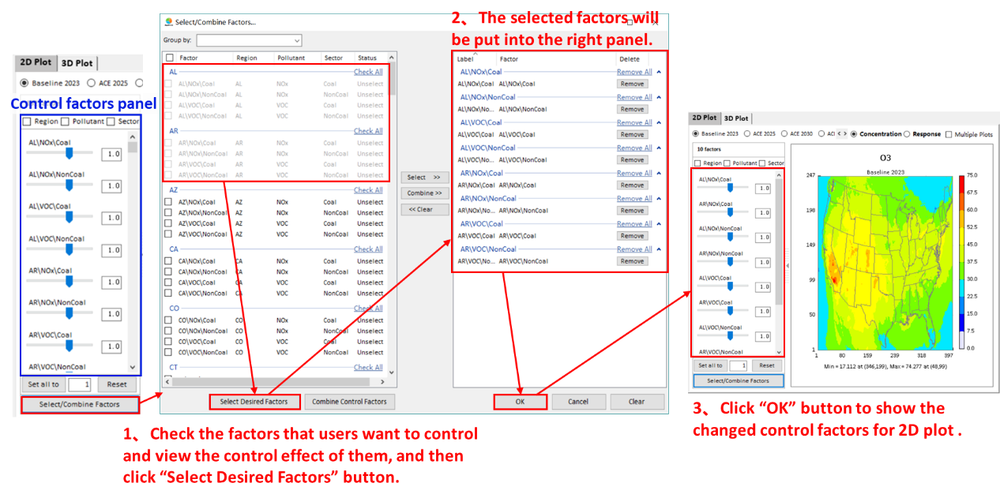 2D Plot 3D Plot
Baseline 2023 ACE 2025
Control factors panel
Region Pollutant Sector
AL\NOx\Coal
1.0
AL\NOx\NonCoal
1.0
AL\VOC\Coal
1.0
AL\VOC\NonCoal
1.0
AR\NOx\Coal
1.0
AR\NOx\NonCoal
1.0
AR\VOC\Coal
1.0
AR\VOC\NonCoal
Set all to 1 Reset
Select/Combine Factors
Select/Combine Factors...
Group by:
Factor Region Pollutant Sector Status
AL Check All
AL\NOx\Coal AL NOx Coal Unselect
AL\NOx\NonCoal AL NOx NonCoal Unselect
AL\VOC\Coal AL VOC Coal Unselect
AL\VOC\NonCoal AL VOC NonCoal Unselect
AR Check All
AR\NOx\Coal AR NOx Coal Unselect
AR\NOx\NonCoal AR NOx NonCoal Unselect
AR\VOC\Coal AR VOC Coal Unselect
AR\VOC\NonCoal AR VOC NonCoal Unselect
AZ Check All
AZ\NOx\Coal AZ NOx Coal Unselect
AZ\NOx\NonCoal AZ NOx NonCoal Unselect
AZ\VOC\Coal AZ VOC Coal Unselect
AZ\VOC\NonCoal AZ VOC NonCoal Unselect
CA Check All
CA\NOx\Coal CA NOx Coal Unselect
CA\NOx\NonCoal CA NOx NonCoal Unselect
CA\VOC\Coal CA VOC Coal Unselect
CA\VOC\NonCoal CA VOC NonCoal Unselect
CO Check All
CO\NOx\Coal CO NOx Coal Unselect
CO\NOx\NonCoal CO NOx NonCoal Unselect
CO\VOC\Coal CO VOC Coal Unselect
CO\VOC\NonCoal CO VOC NonCoal Unselect
CT Check All
Select Desired Factors Combine Control Factors
Select >>
Combine >>
<< Clear
2、The selected factors will
be put into the right panel.
Label Factor Delete
AL\NOx\Coal Remove All
AL\NOx\Coal AL\NOx\Coal Remove
AL\NOx\NonCoal Remove All
AL\NOx\No... AL\NOx\NonCoal Remove
AL\VOC\Coal Remove All
AL\VOC\Coal AL\VOC\Coal Remove
AL\VOC\NonCoal Remove All
AL\VOC\No... AL\VOC\NonCoal Remove
AR\NOx\Coal Remove All
AR\NOx\Coal AR\NOx\Coal Remove
AR\NOx\NonCoal Remove All
AR\NOx\No... AR\NOx\NonCoal Remove
AR\VOC\Coal Remove All
AR\VOC\Coal AR\VOC\Coal Remove
AR\VOC\NonCoal Remove All
AR\VOC\No... AR\VOC\NonCoal Remove
OK Cancel Clear
1、Check the factors that users want to control
and view the control effect of them, and then
click “Select Desired Factors” button.
2D Plot 3D Plot
Baseline 2023 ACE 2025 ACE 2030 ACI < > Concentration Response Multiple Plots
10 factors
Region Pollutant Sector
AL\NOx\Coal
1.0
AR\NOx\Coal
1.0
AL\NOx\NonCoal
1.0
AR\NOx\NonCoal
1.0
AL\VOC\Coal
1.0
AR\VOC\Coal
1.0
AL\VOC\NonCoal
1.0
AR\VOC\NonCoal
Set all to 1 Reset
Select/Combine Factors
O3
Baseline 2023
247
198
149
99
50
1
1 80 159 239 318 397
75.0
67.5
60.0
52.5
45.0
37.5
30.0
22.5
15.0
7.5
0.0
Min = 17.112 at (346,199), Max = 74.277 at (48,99)
3、Click “OK” button to show the
changed control factors for 2D plot .